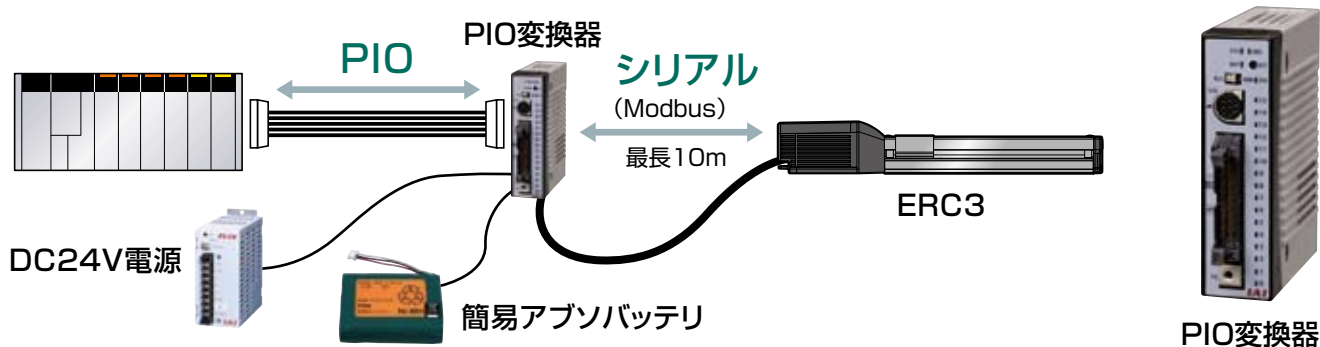 PIO変換器
PIO
シリアル
(Modbus)
最長10m
ERC3
DC24V電源
簡易アブソバッテリ
IAI
PIO変換器